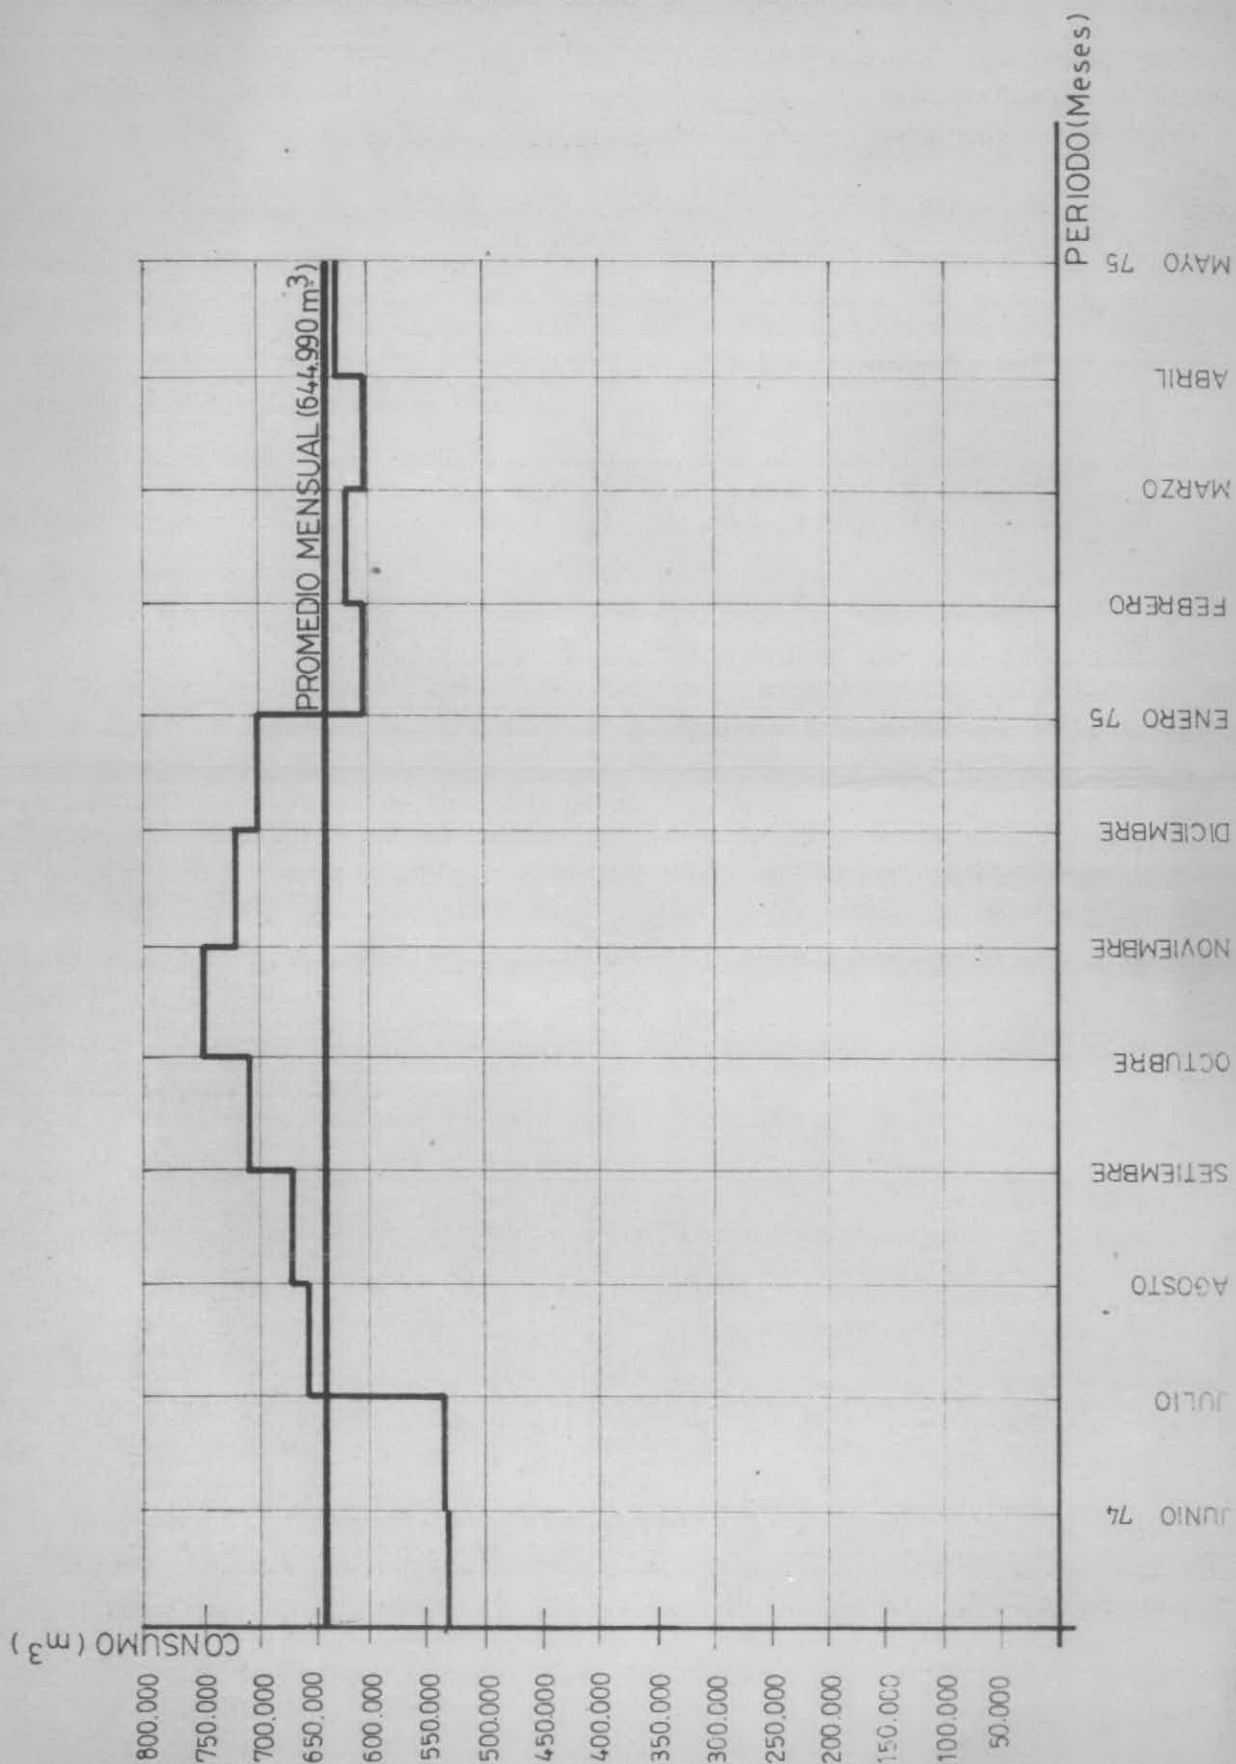 CONSUMO (m³)
800.000
750.000
700.000
650.000
600.000
550.000
500.000
450.000
400.000
350.000
300.000
250.000
200.000
150.000
100.000
50.000
PROMEDIO MENSUAL (644.990 m³)
JUNIO 74
JULIO
AGOSTO
SETIEMBRE
OCTUBRE
NOVIEMBRE
DICIEMBRE
ENERO 75
FEBRERO
MARZO
ABRIL
MAYO 75
PERIODO (Meses)